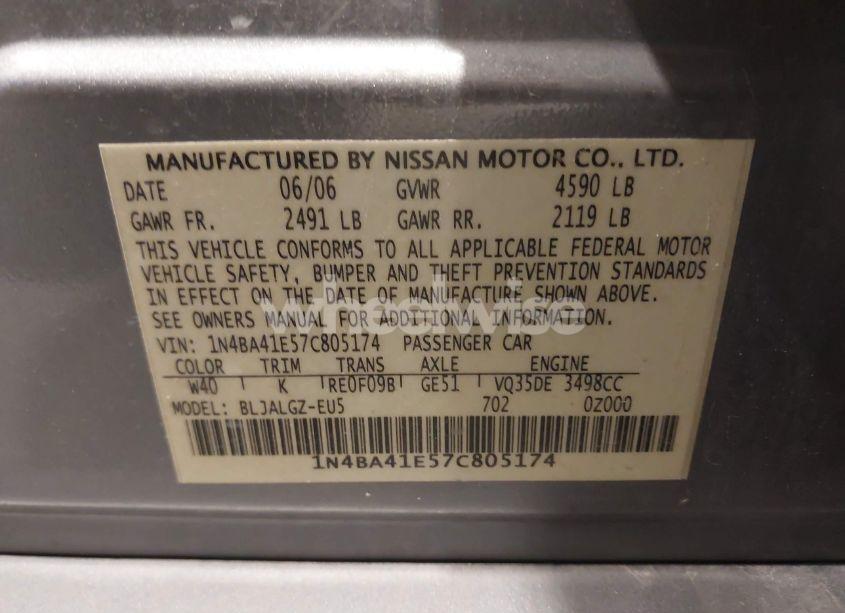 MANUFACTURED BY NISSAN MOTOR CO., LTD.
DATE 06/06 GVWR 4590 LB
GAWR FR. 2491 LB GAWR RR. 2119 LB
THIS VEHICLE CONFORMS TO ALL APPLICABLE FEDERAL MOTOR
VEHICLE SAFETY, BUMPER AND THEFT PREVENTION STANDARDS
IN EFFECT ON THE DATE OF MANUFACTURE SHOWN ABOVE.
SEE OWNERS MANUAL FOR ADDITIONAL INFORMATION.
wheelwise
VIN: 1N4BA41E57C805174 PASSENGER CAR
COLOR TRIM TRANS AXLE ENGINE
W40 K RE0F09B GE51 VQ35DE 3498CC
MODEL: BLJALGZ-EU5 702 0Z000
1N4BA41E57C805174